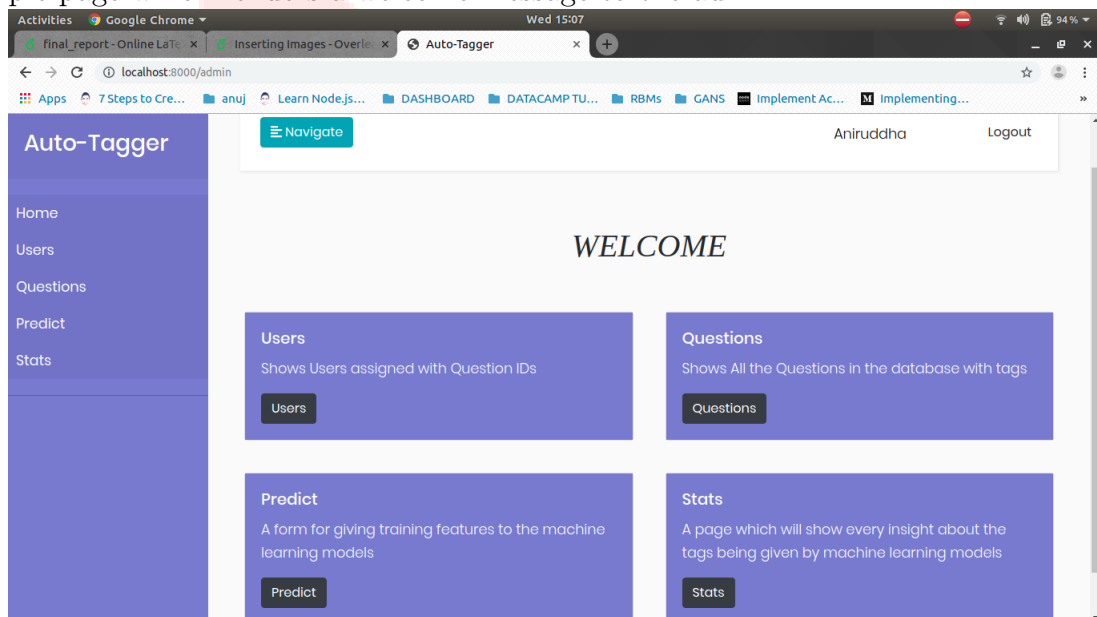 Activities Google Chrome Wed 15:07 94 %
final_report - Online LaTe Inserting Images - Overle Auto-Tagger
localhost:8000/admin
Apps 7 Steps to Cre... anuj Learn Node.js... DASHBOARD DATACAMP TU... RBMs GANS Implement Ac... Implementing... »
Auto-Tagger
Navigate Aniruddha Logout
Home
Users
Questions
Predict
Stats
WELCOME
Users
Shows Users assigned with Question IDs
Users
Questions
Shows All the Questions in the database with tags
Questions
Predict
A form for giving training features to the machine
learning models
Predict
Stats
A page which will show every insight about the
tags being given by machine learning models
Stats